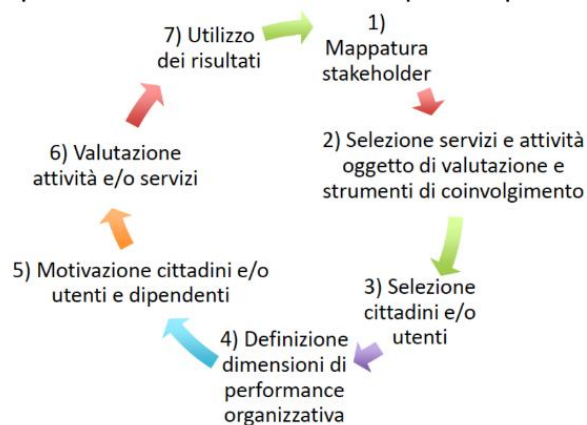 1)
Mappatura
stakeholder
2) Selezione servizi e attività
oggetto di valutazione e
strumenti di coinvolgimento
3) Selezione
cittadini e/o
utenti
4) Definizione
dimensioni di
performance
organizzativa
5) Motivazione cittadini e/o
utenti e dipendenti
6) Valutazione
attività e/o servizi
7) Utilizzo
dei risultati